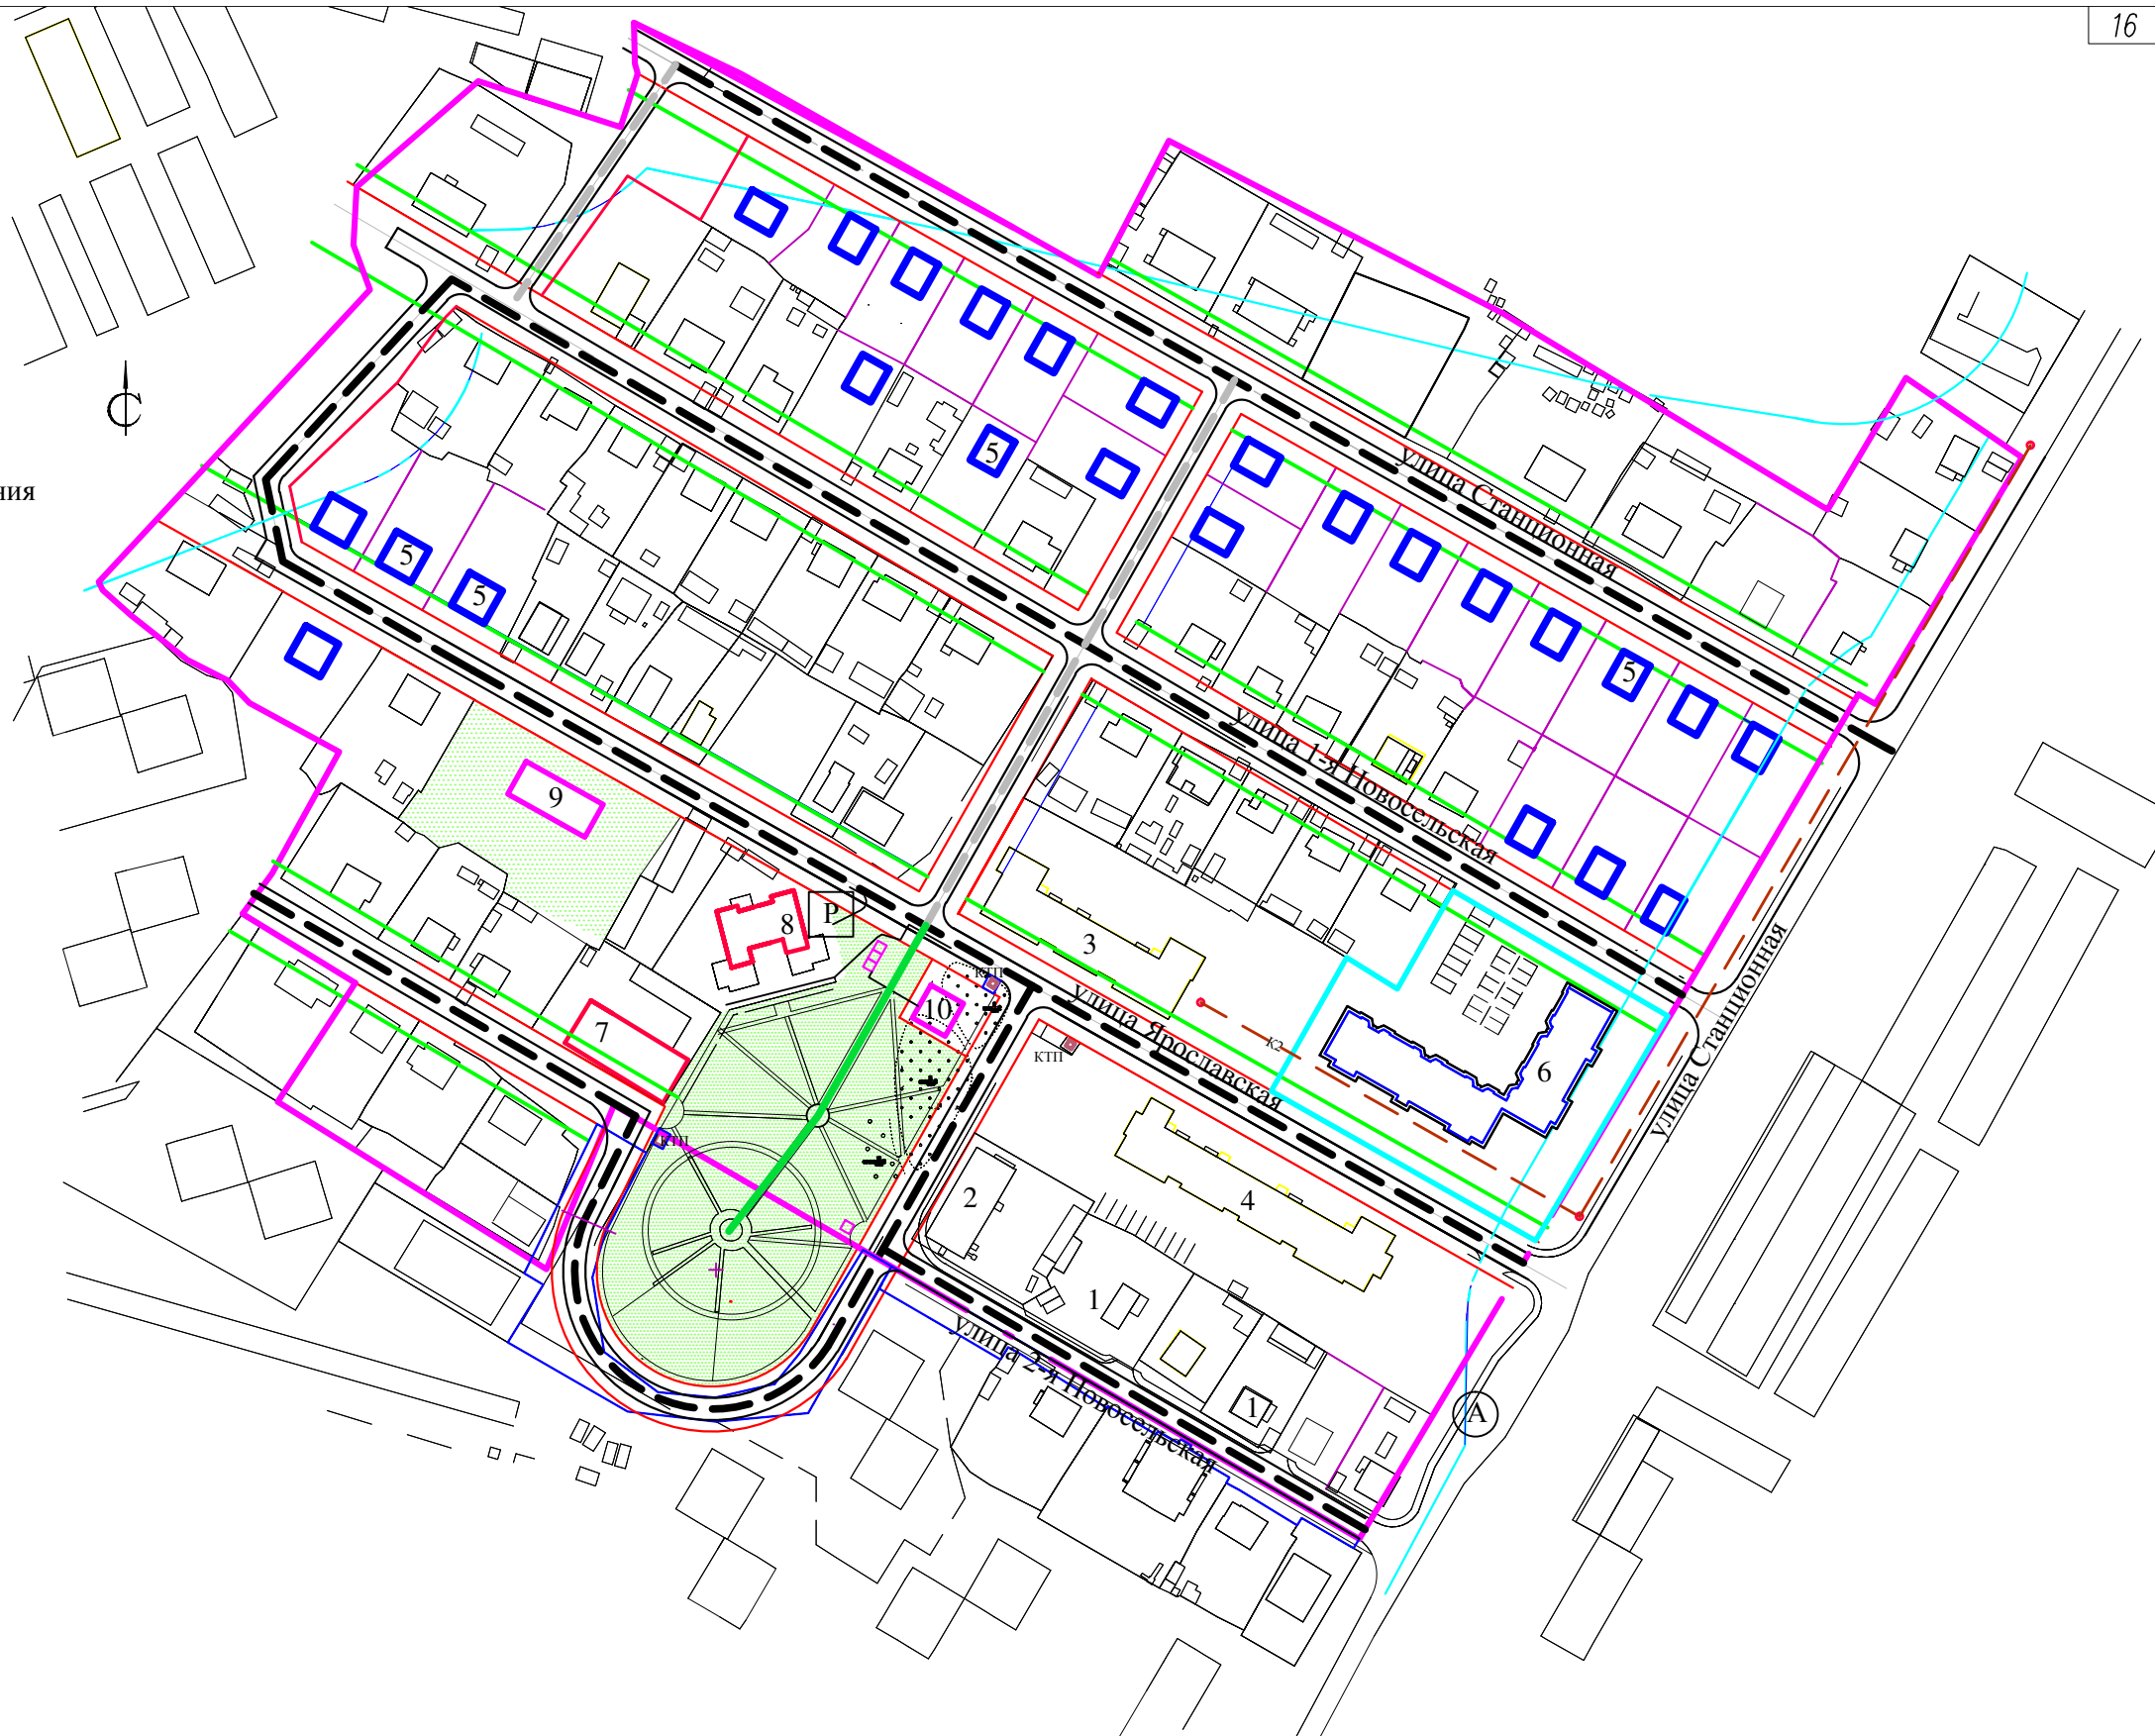 16
С
ния
улица Станционная
5
5
5
5
улица 1-я Новосельская
9
8
P
3
КТП
10
7
улица Ярославская
К2
КТП
6
улица Станционная
КТП
2
4
1
улица 2-я Новосельская
1
А